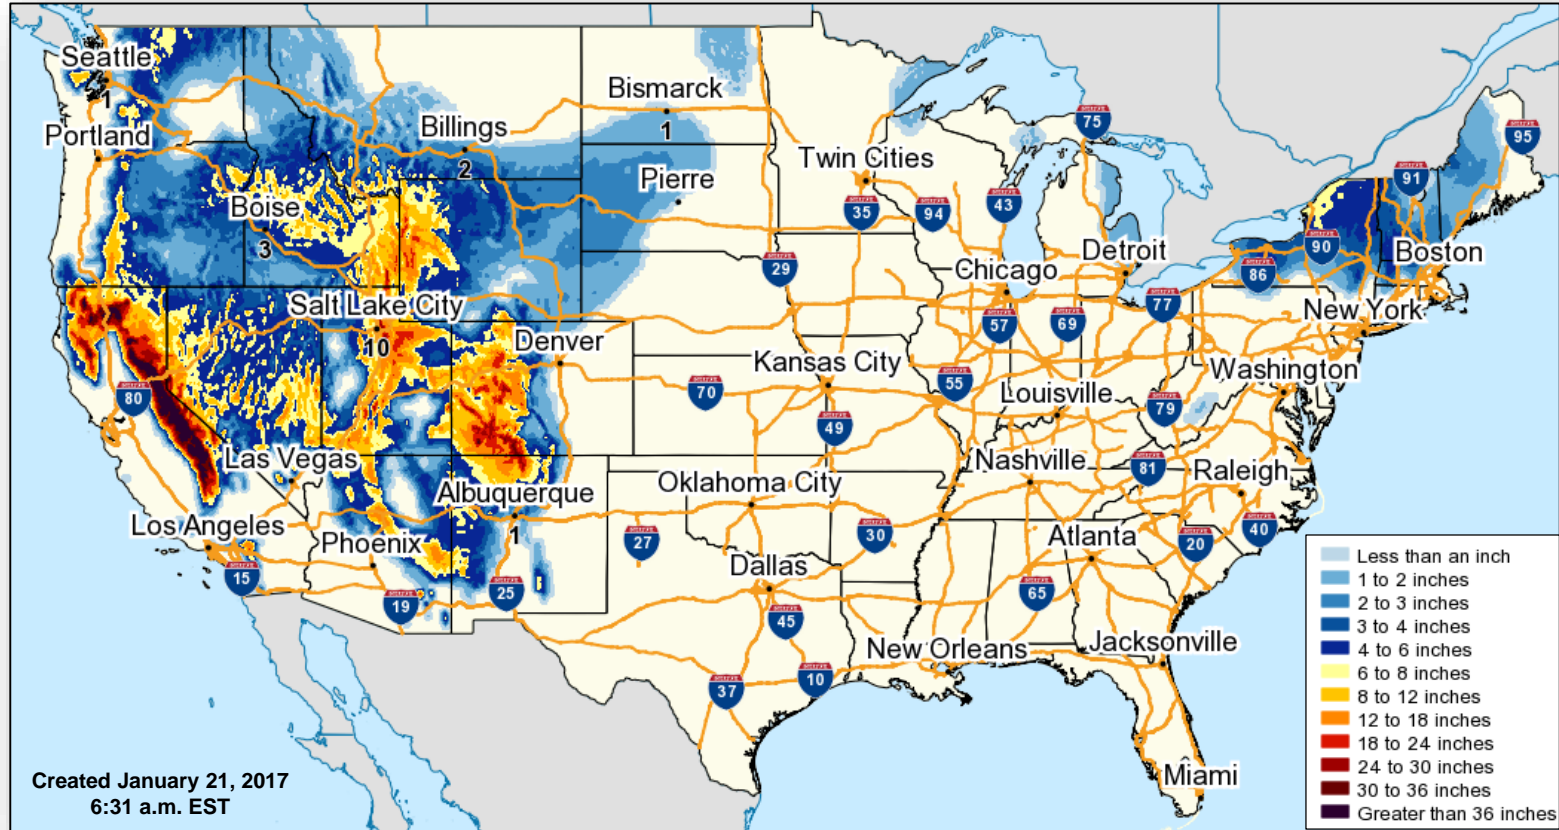 Seattle
1
Portland
Billings
2
Bismarck
1
Pierre
Boise
3
Twin Cities
75
95
91
35
94
43
90
86
Boston
Detroit
Chicago
29
Salt Lake City
10
Denver
57
69
77
New York
Kansas City
Washington
80
70
55
Louisville
79
49
Las Vegas
Albuquerque
1
Oklahoma City
Nashville
81
Raleigh
Los Angeles
Phoenix
27
30
Atlanta
20
40
15
19
25
Dallas
65
45
New Orleans
Jacksonville
37
10
Miami
Less than an inch
1 to 2 inches
2 to 3 inches
3 to 4 inches
4 to 6 inches
6 to 8 inches
8 to 12 inches
12 to 18 inches
18 to 24 inches
24 to 30 inches
30 to 36 inches
Greater than 36 inches
Created January 21, 2017
6:31 a.m. EST